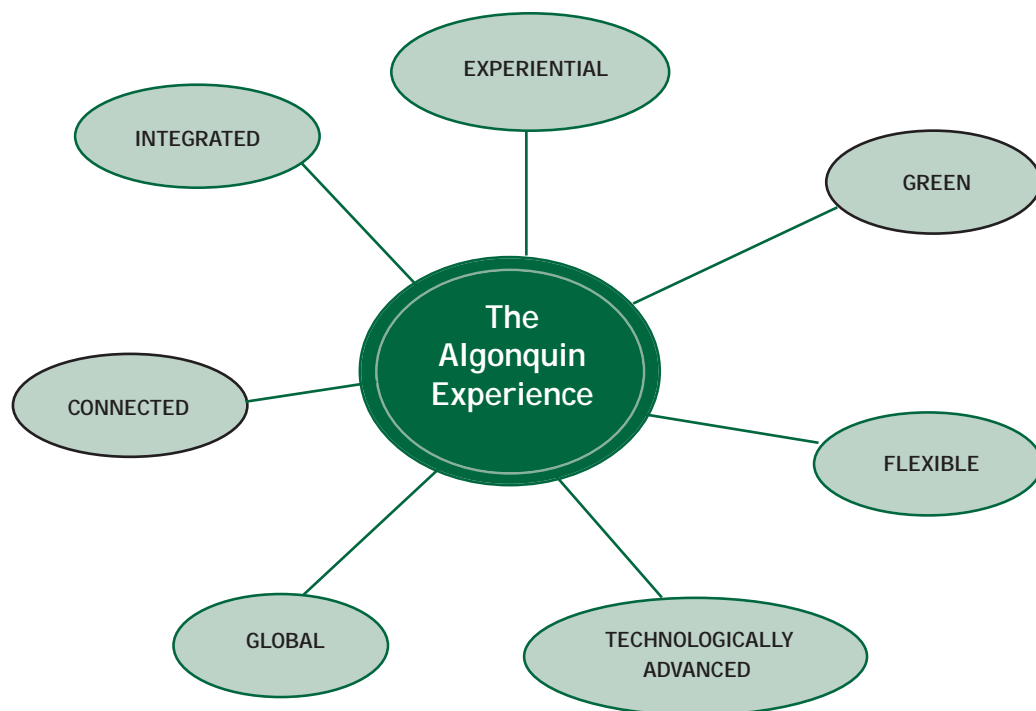 EXPERIENTIAL
INTEGRATED
GREEN
The
Algonquin
Experience
CONNECTED
FLEXIBLE
GLOBAL
TECHNOLOGICALLY
ADVANCED